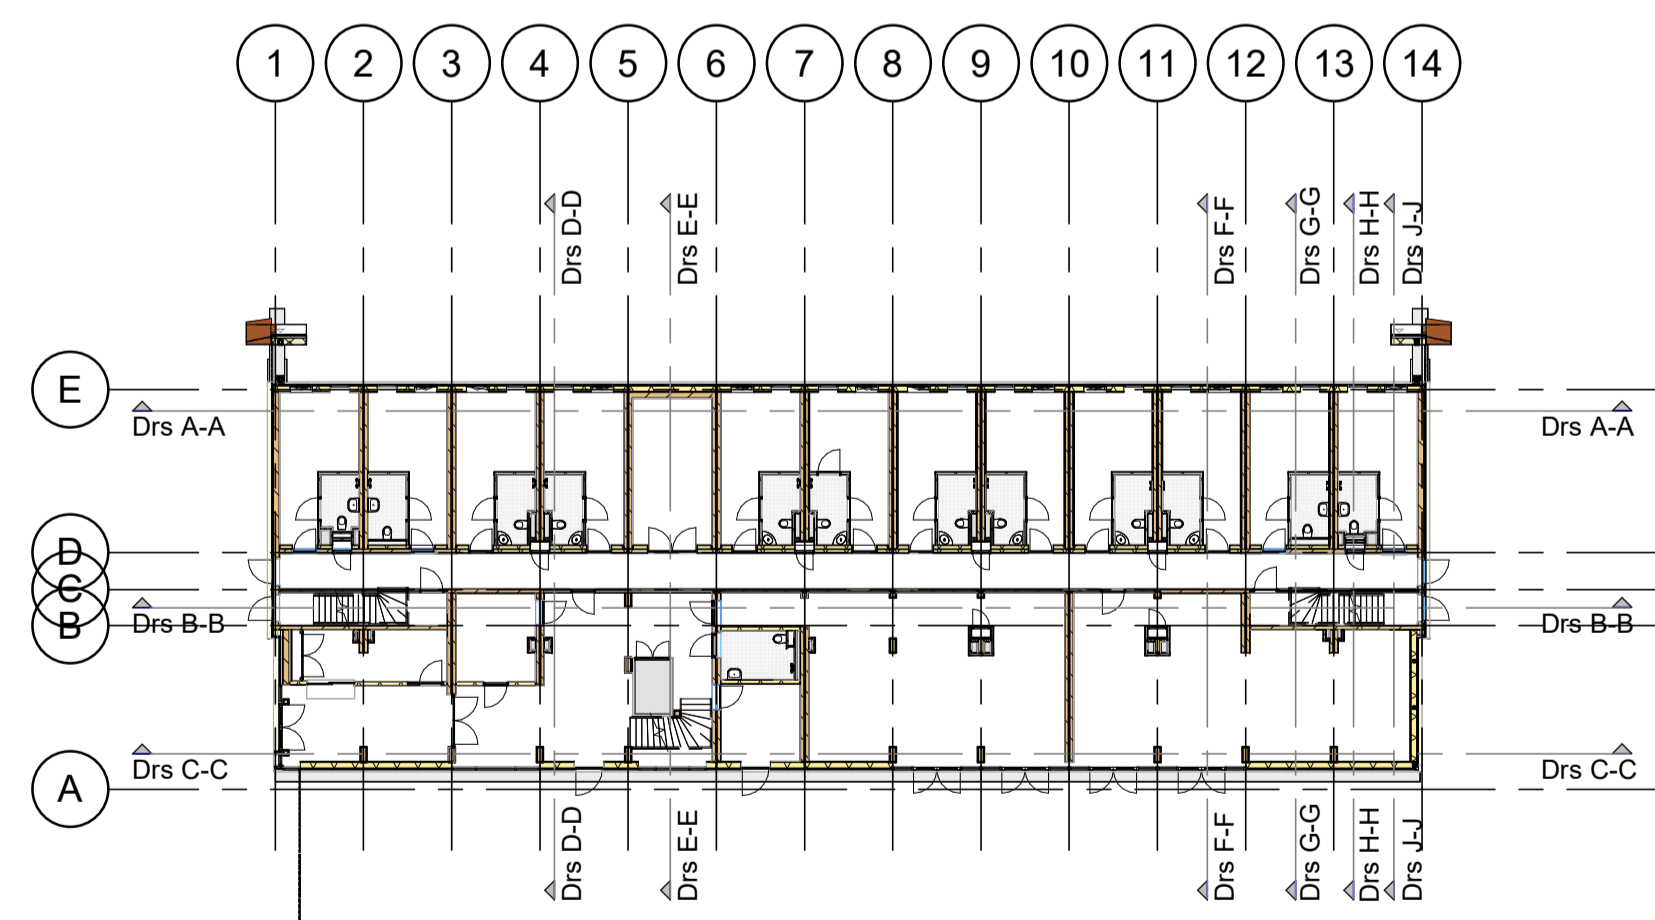 1 2 3 4 5 6 7 8 9 10 11 12 13 14
Drs D-D
Drs E-E
Drs F-F
Drs G-G
Drs H-H
Drs J-J
E
Drs A-A Drs A-A
D
C
B
Drs B-B Drs B-B
Drs C-C Drs C-C
A
Drs D-D
Drs E-E
Drs F-F
Drs G-G
Drs H-H
Drs J-J